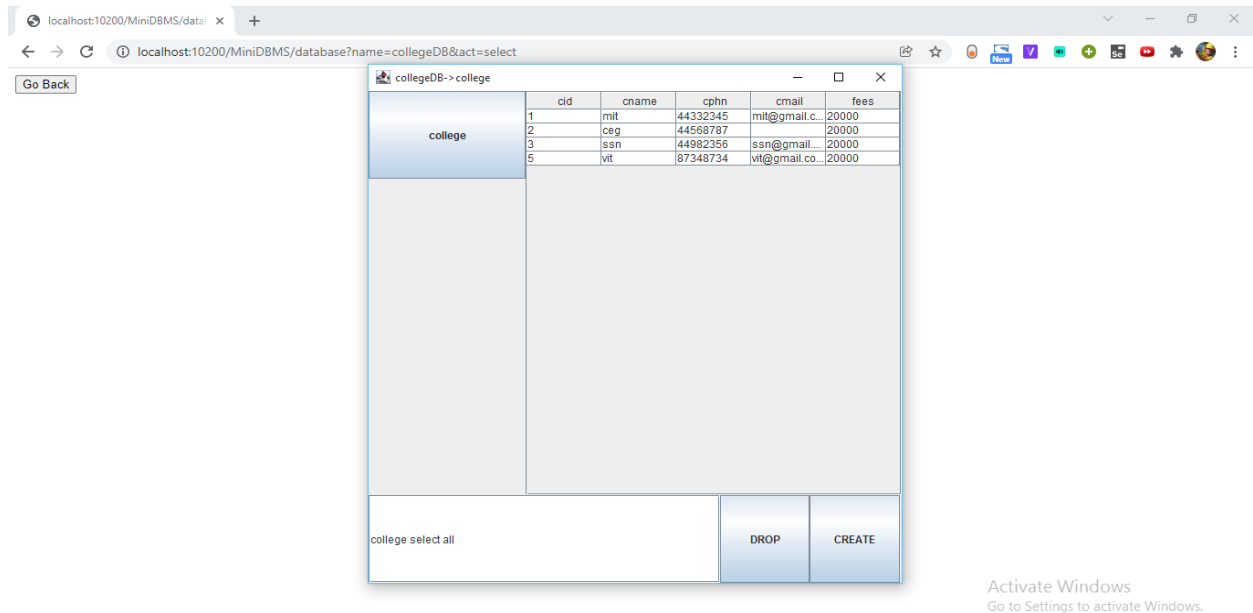 localhost:10200/MiniDBMS/data
localhost:10200/MiniDBMS/database?name=collegeDB&act=select
New
Se
Go Back
collegeDB->college
college
cid cname cphn cmail fees
1 mit 44332345 mit@gmail.c... 20000
2 ceg 44568787 20000
3 ssn 44982356 ssn@gmail.... 20000
5 vit 87348734 vit@gmail.co... 20000
college select all
DROP
CREATE
Activate Windows
Go to Settings to activate Windows.